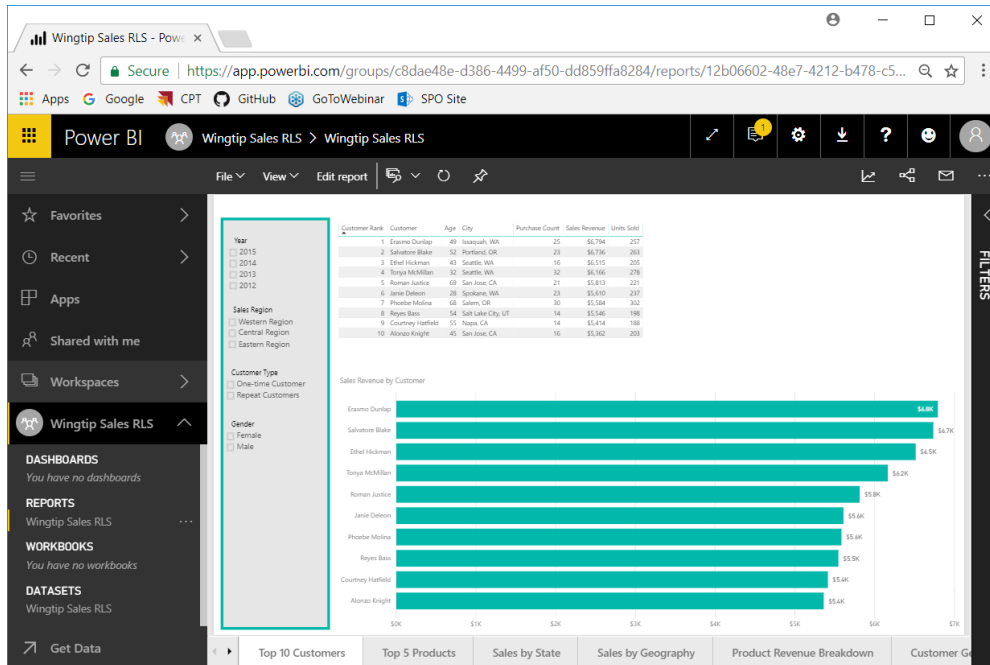 Wingtip Sales RLS - Powe
Secure | https://app.powerbi.com/groups/c8dae48e-d386-4499-af50-dd859ffa8284/reports/12b06602-48e7-4212-b478-c5...
Apps Google CPT GitHub GoToWebinar SPO Site
Power BI Wingtip Sales RLS > Wingtip Sales RLS 1 ?
File View Edit report
Favorites
Recent
Apps
Shared with me
Workspaces
Wingtip Sales RLS
DASHBOARDS
You have no dashboards
REPORTS
Wingtip Sales RLS
WORKBOOKS
You have no workbooks
DATASETS
Wingtip Sales RLS
Get Data
Year
2015
2014
2013
2012
Sales Region
Western Region
Central Region
Eastern Region
Customer Type
One-time Customer
Repeat Customers
Gender
Female
Male
Customer Rank Customer Age City Purchase Count Sales Revenue Units Sold
1 Erasmo Dunlap 49 Issaquah, WA 25 $6,794 257
2 Salvatore Blake 52 Portland, OR 23 $6,736 263
3 Ethel Hickman 43 Seattle, WA 16 $6,515 205
4 Tonya McMillan 32 Seattle, WA 32 $6,166 278
5 Roman Justice 69 San Jose, CA 21 $5,813 221
6 Janie Deleon 28 Spokane, WA 23 $5,610 237
7 Phoebe Molina 68 Salem, OR 30 $5,584 302
8 Reyes Bass 54 Salt Lake City, UT 14 $5,546 198
9 Courtney Hatfield 55 Napa, CA 14 $5,414 188
10 Alonzo Knight 45 San Jose, CA 16 $5,362 203
Sales Revenue by Customer
Erasmo Dunlap $6.8K
Salvatore Blake $6.7K
Ethel Hickman $6.5K
Tonya McMillan $6.2K
Roman Justice $5.8K
Janie Deleon $5.6K
Phoebe Molina $5.6K
Reyes Bass $5.5K
Courtney Hatfield $5.4K
Alonzo Knight $5.4K
$0K $1K $2K $3K $4K $5K $6K $7K
FILTERS
Top 10 Customers Top 5 Products Sales by State Sales by Geography Product Revenue Breakdown Customer Ge